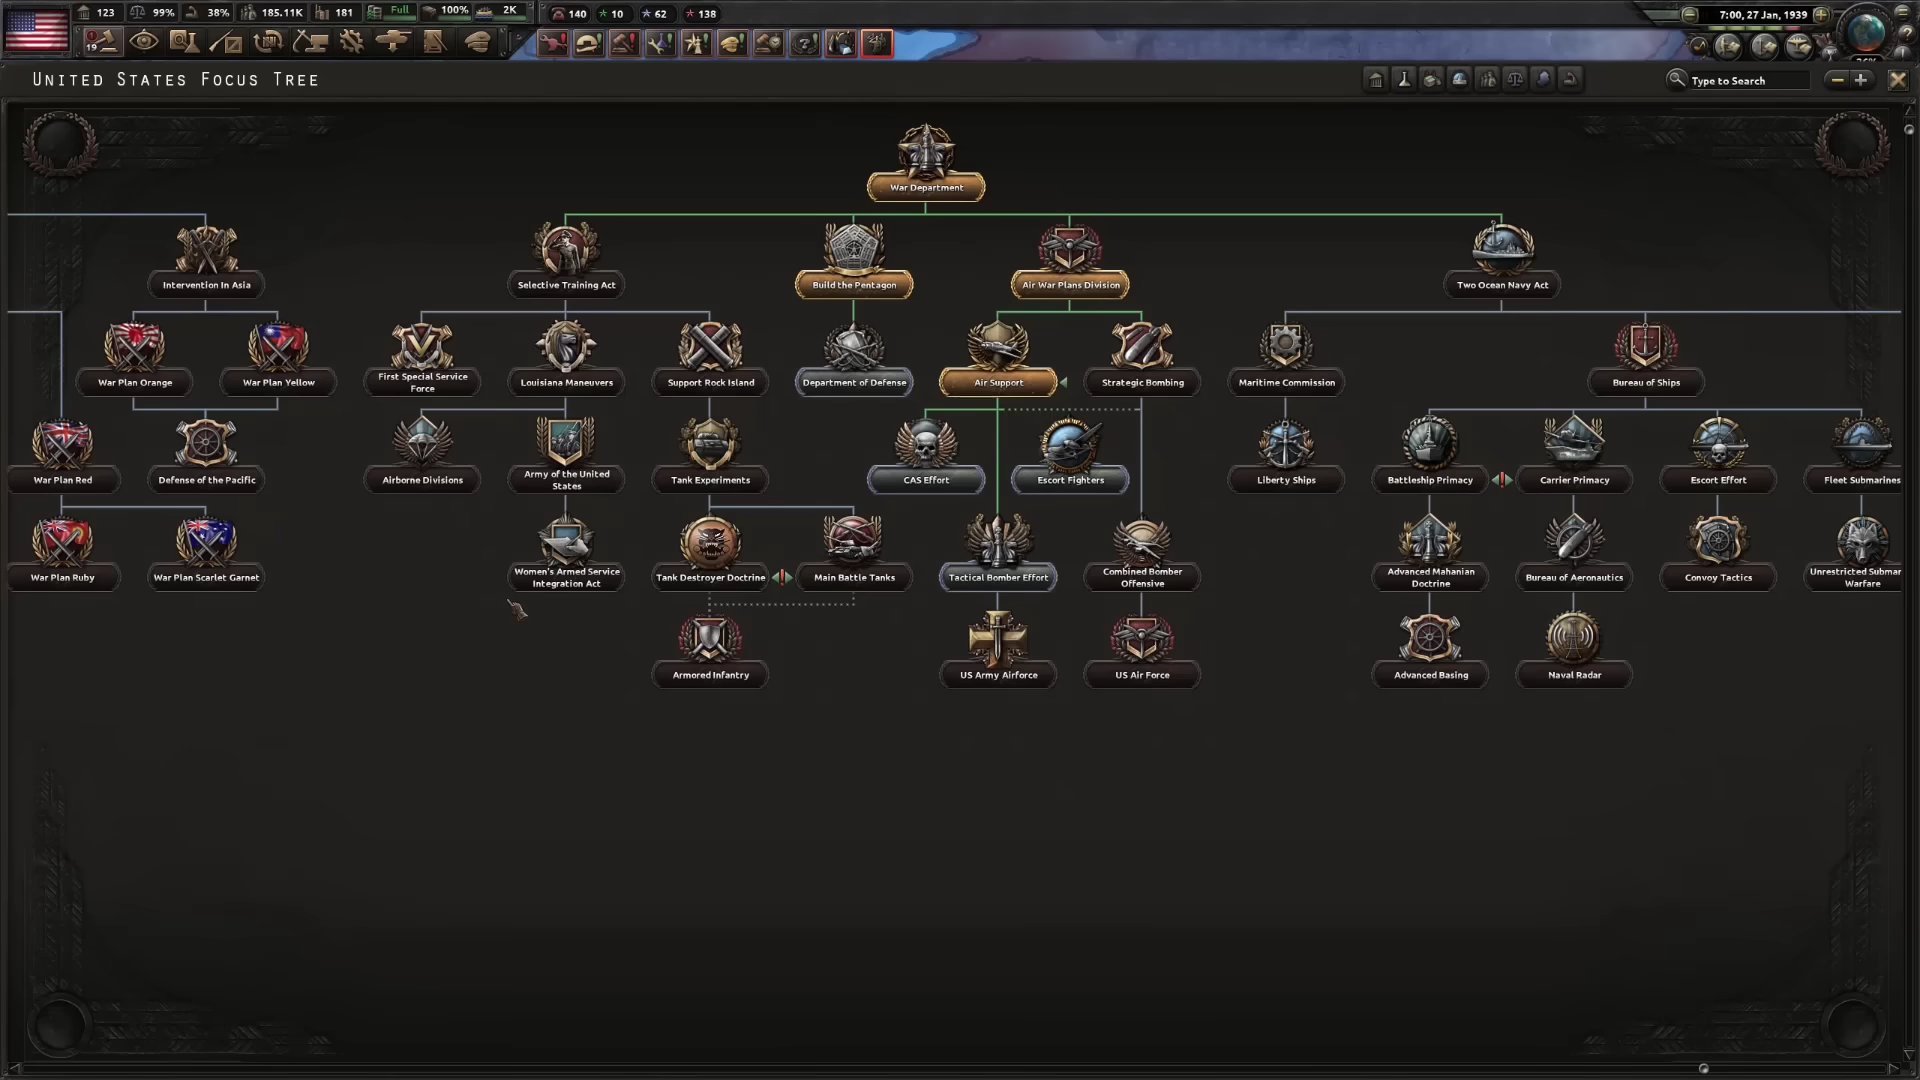 123 99% 38% 185.11K 181 Full 100% 2K 140 10 62 138 7:00, 27 Jan, 1939
19
United States Focus Tree Type to Search
War Department
Intervention In Asia Selective Training Act Build the Pentagon Air War Plans Division Two Ocean Navy Act
War Plan Orange War Plan Yellow First Special Service Force Louisiana Maneuvers Support Rock Island Department of Defense Air Support Strategic Bombing Maritime Commission Bureau of Ships
War Plan Red Defense of the Pacific Airborne Divisions Army of the United States Tank Experiments CAS Effort Escort Fighters Liberty Ships Battleship Primacy Carrier Primacy Escort Effort Fleet Submarines
War Plan Ruby War Plan Scarlet Garnet Women's Armed Service Integration Act Tank Destroyer Doctrine Main Battle Tanks Tactical Bomber Effort Combined Bomber Offensive Advanced Mahanian Doctrine Bureau of Aeronautics Convoy Tactics Unrestricted Submar Warfare
Armored Infantry US Army Airforce US Air Force Advanced Basing Naval Radar